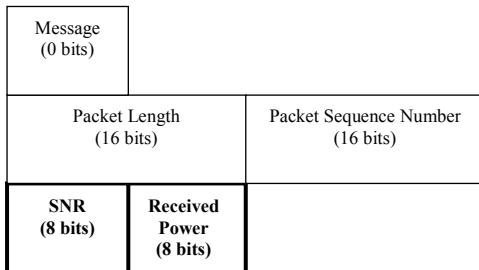 Message
(0 bits)
Packet Length
(16 bits)
Packet Sequence Number
(16 bits)
SNR
(8 bits)
Received
Power
(8 bits)